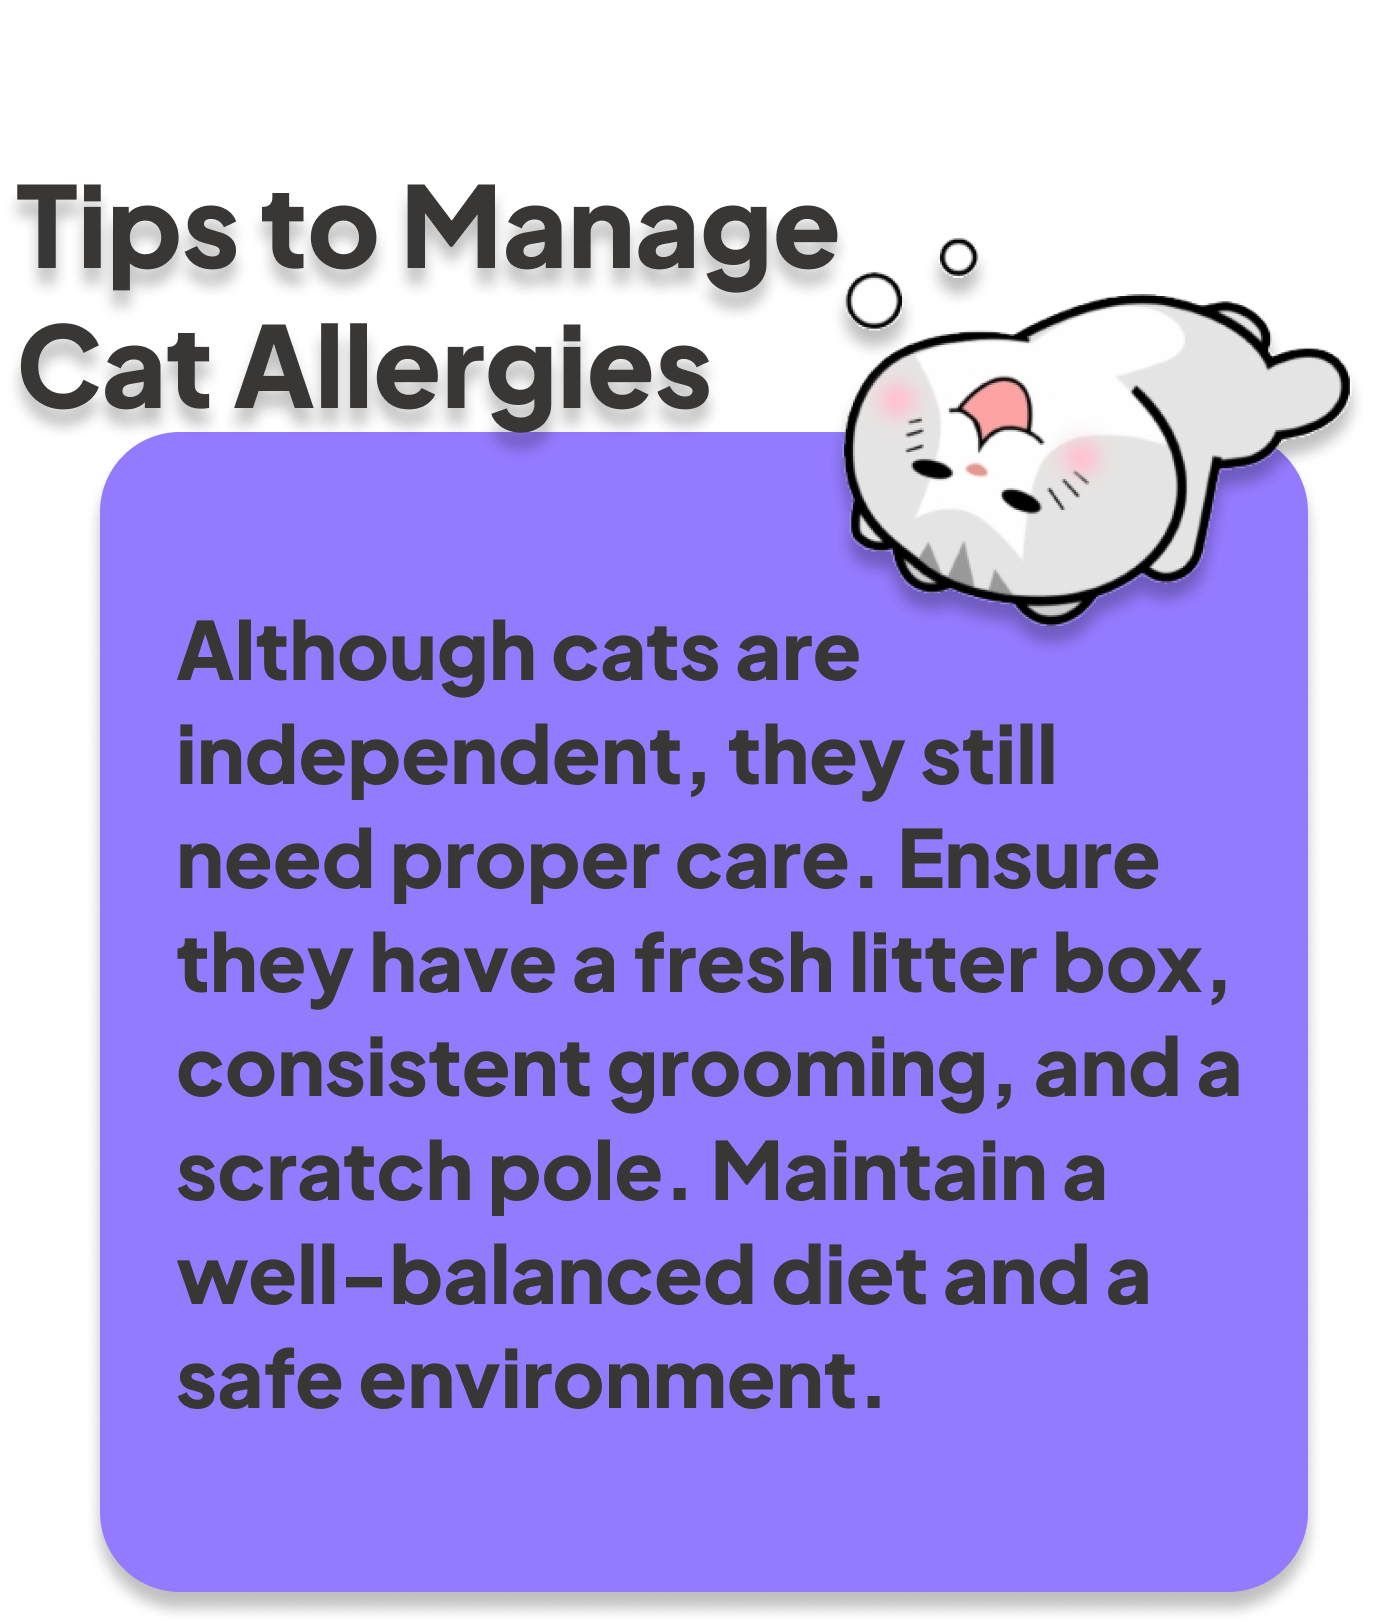 Tips to Manage
Cat Allergies
Although cats are
independent, they still
need proper care. Ensure
they have a fresh litter box,
consistent grooming, and a
scratch pole. Maintain a
well-balanced diet and a
safe environment.